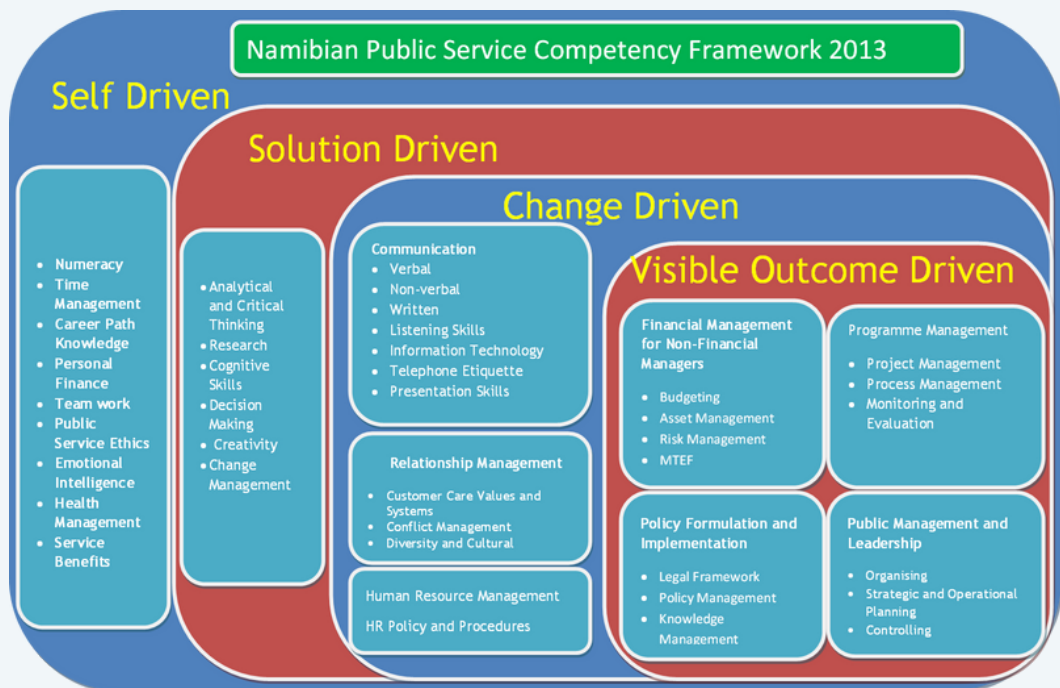 Namibian Public Service Competency Framework 2013
Self Driven
Solution Driven
Change Driven
Visible Outcome Driven
• Numeracy
• Time
Management
• Career Path
Knowledge
• Personal
Finance
• Team work
• Public
Service Ethics
• Emotional
Intelligence
• Health
Management
• Service
Benefits
• Analytical
and Critical
Thinking
• Research
• Cognitive
Skills
• Decision
Making
• Creativity
• Change
Management
Communication
• Verbal
• Non-verbal
• Written
• Listening Skills
• Information Technology
• Telephone Etiquette
• Presentation Skills
Relationship Management
• Customer Care Values and
Systems
• Conflict Management
• Diversity and Cultural
Human Resource Management
HR Policy and Procedures
Financial Management
for Non-Financial
Managers
• Budgeting
• Asset Management
• Risk Management
• MTEF
Programme Management
• Project Management
• Process Management
• Monitoring and
Evaluation
Policy Formulation and
Implementation
• Legal Framework
• Policy Management
• Knowledge
Management
Public Management and
Leadership
• Organising
• Strategic and Operational
Planning
• Controlling